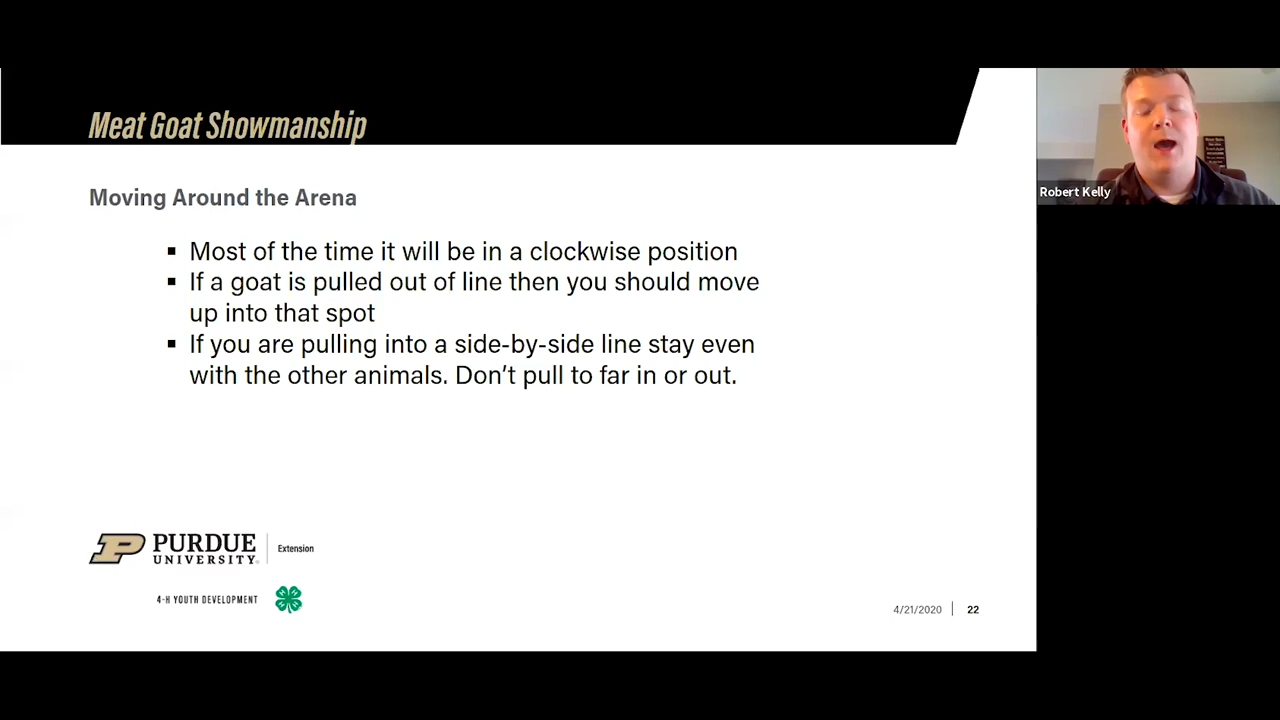 Meat Goat Showmanship
Robert Kelly
Moving Around the Arena
▪ Most of the time it will be in a clockwise position
▪ If a goat is pulled out of line then you should move
up into that spot
▪ If you are pulling into a side-by-side line stay even
with the other animals. Don’t pull to far in or out.
PURDUE
UNIVERSITY®
Extension
4-H YOUTH DEVELOPMENT
4/21/2020 | 22